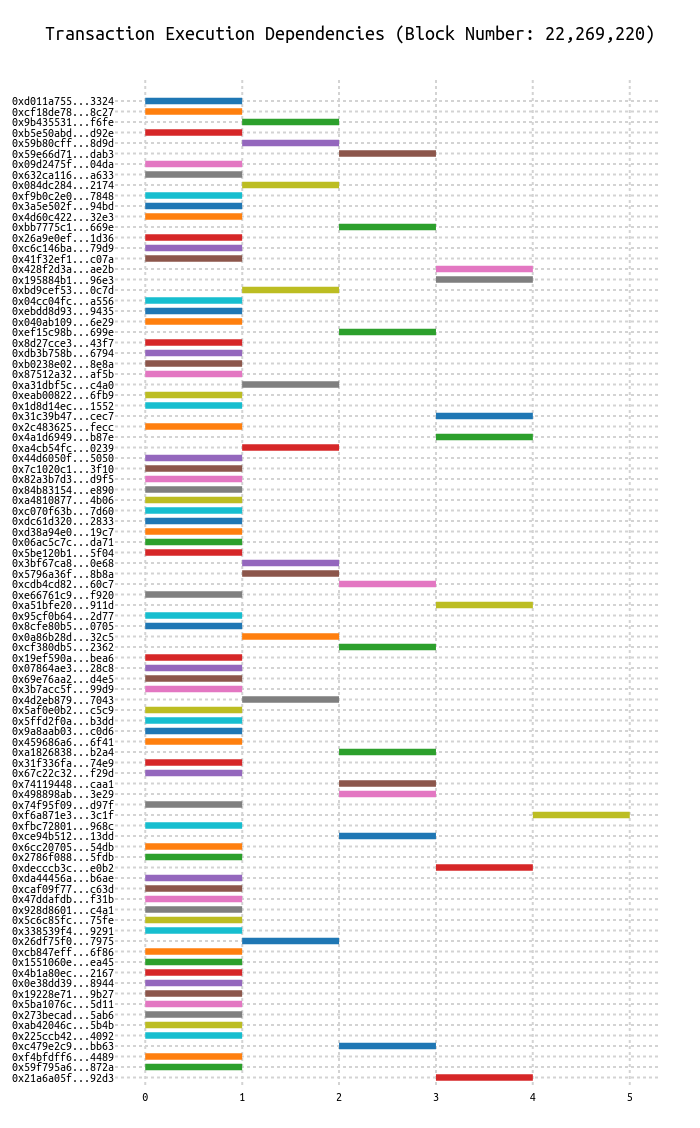 Transaction Execution Dependencies (Block Number: 22,269,220)
0xd011a755...3324
0xcf18de78...8c27
0x9b435531...f6fe
0xb5e50abd...d92e
0x59b80cff...8d9d
0x59e66d71...dab3
0x09d2475f...04da
0x632ca116...a633
0x084dc284...2174
0xf9b0c2e0...7848
0x3a5e502f...94bd
0x4d60c422...32e3
0xbb7775c1...669e
0x26a9e0ef...1d36
0xc6c146ba...79d9
0x41f32ef1...c07a
0x428f2d3a...ae2b
0x195884b1...96e3
0xbd9cef53...0c7d
0x04cc04fc...a556
0xebdd8d93...9435
0x040ab109...6e29
0xef15c98b...699e
0x8d27cce3...43f7
0xdb3b758b...6794
0xb0238e02...8e8a
0x87512a32...af5b
0xa31dbf5c...c4a0
0xeab00822...6fb9
0x1d8d14ec...1552
0x31c39b47...cec7
0x2c483625...fecc
0x4a1d6949...b87e
0xa4cb54fc...0239
0x44d6050f...5050
0x7c1020c1...3f10
0x82a3b7d3...d9f5
0x84b83154...e890
0xa4810877...4b06
0xc070f63b...7d60
0xdc61d320...2833
0xd38a94e0...19c7
0x06ac5c7c...da71
0x5be120b1...5f04
0x3bf67ca8...0e68
0x5796a36f...8b8a
0xcdb4cd82...60c7
0xe66761c9...f920
0xa51bfe20...911d
0x95cf0b64...2d77
0x8cfe80b5...0705
0x0a86b28d...32c5
0xcf380db5...2362
0x19ef590a...bea6
0x07864ae3...28c8
0x69e76aa2...d4e5
0x3b7acc5f...99d9
0x4d2eb879...7043
0x5af0e0b2...c5c9
0x5ffd2f0a...b3dd
0x9a8aab03...c0d6
0x459686a6...6f41
0xa1826838...b2a4
0x31f336fa...74e9
0x67c22c32...f29d
0x74119448...caa1
0x498898ab...3e29
0x74f95f09...d97f
0xf6a871e3...3c1f
0xfbc72801...968c
0xce94b512...13dd
0x6cc20705...54db
0x2786f088...5fdb
0xdecccb3c...e0b2
0xda44456a...b6ae
0xcaf09f77...c63d
0x47ddafdb...f31b
0x928d8601...c4a1
0x5c6c85fc...75fe
0x338539f4...9291
0x26df75f0...7975
0xcb847eff...6f86
0x1551060e...ea45
0x4b1a80ec...2167
0x0e38dd39...8944
0x19228e71...9b27
0x5ba1076c...5d11
0x273becad...5ab6
0xab42046c...5b4b
0x225ccb42...4092
0xc479e2c9...bb63
0xf4bfdff6...4489
0x59f795a6...872a
0x21a6a05f...92d3
0 1 2 3 4 5